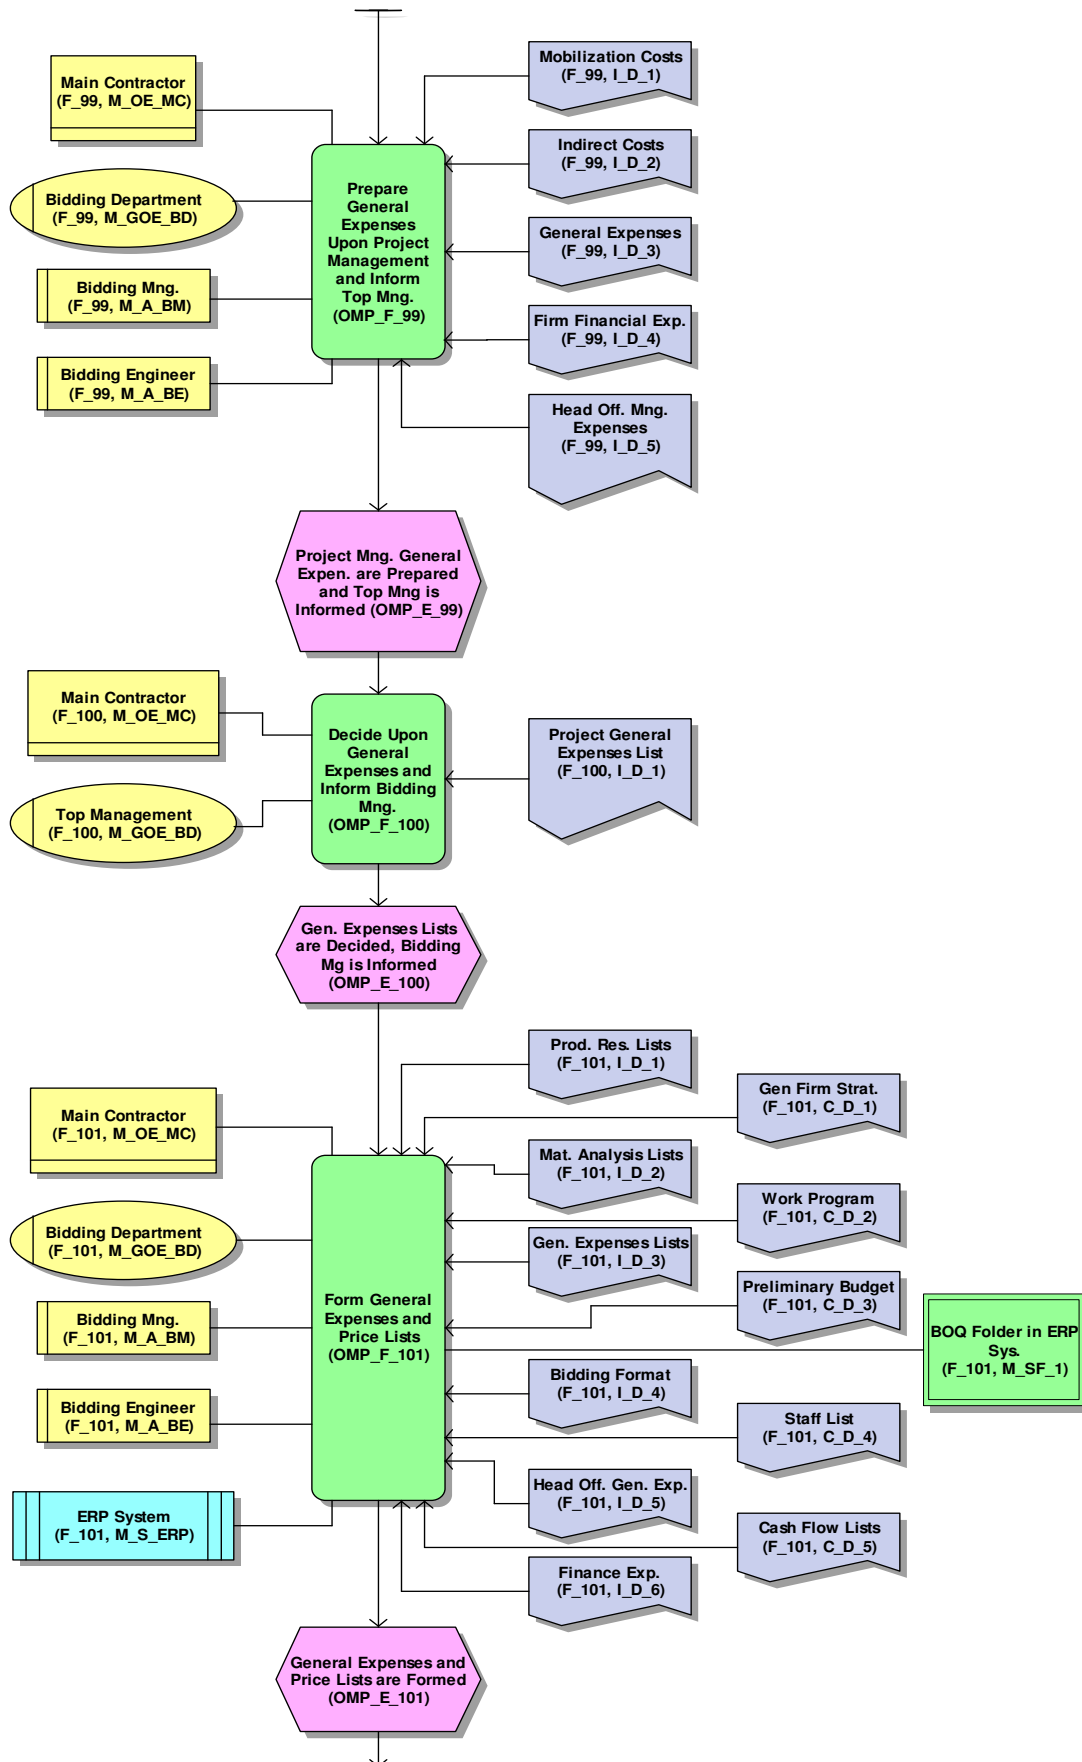 Main Contractor
(F_99, M_OE_MC)
Mobilization Costs
(F_99, I_D_1)
Bidding Department
(F_99, M_GOE_BD)
Indirect Costs
(F_99, I_D_2)
Prepare
General
Expenses
Upon Project
Management
and Inform
Top Mng.
(OMP_F_99)
General Expenses
(F_99, I_D_3)
Bidding Mng.
(F_99, M_A_BM)
Firm Financial Exp.
(F_99, I_D_4)
Bidding Engineer
(F_99, M_A_BE)
Head Off. Mng.
Expenses
(F_99, I_D_5)
Project Mng. General
Expen. are Prepared
and Top Mng is
Informed (OMP_E_99)
Main Contractor
(F_100, M_OE_MC)
Decide Upon
General
Expenses and
Inform Bidding
Mng.
(OMP_F_100)
Project General
Expenses List
(F_100, I_D_1)
Top Management
(F_100, M_GOE_BD)
Gen. Expenses Lists
are Decided, Bidding
Mg is Informed
(OMP_E_100)
Prod. Res. Lists
(F_101, I_D_1)
Gen Firm Strat.
(F_101, C_D_1)
Main Contractor
(F_101, M_OE_MC)
Mat. Analysis Lists
(F_101, I_D_2)
Work Program
(F_101, C_D_2)
Bidding Department
(F_101, M_GOE_BD)
Gen. Expenses Lists
(F_101, I_D_3)
Preliminary Budget
(F_101, C_D_3)
Form General
Expenses and
Price Lists
(OMP_F_101)
Bidding Mng.
(F_101, M_A_BM)
BOQ Folder in ERP
Sys.
(F_101, M_SF_1)
Bidding Format
(F_101, I_D_4)
Bidding Engineer
(F_101, M_A_BE)
Staff List
(F_101, C_D_4)
Head Off. Gen. Exp.
(F_101, I_D_5)
ERP System
(F_101, M_S_ERP)
Cash Flow Lists
(F_101, C_D_5)
Finance Exp.
(F_101, I_D_6)
General Expenses and
Price Lists are Formed
(OMP_E_101)